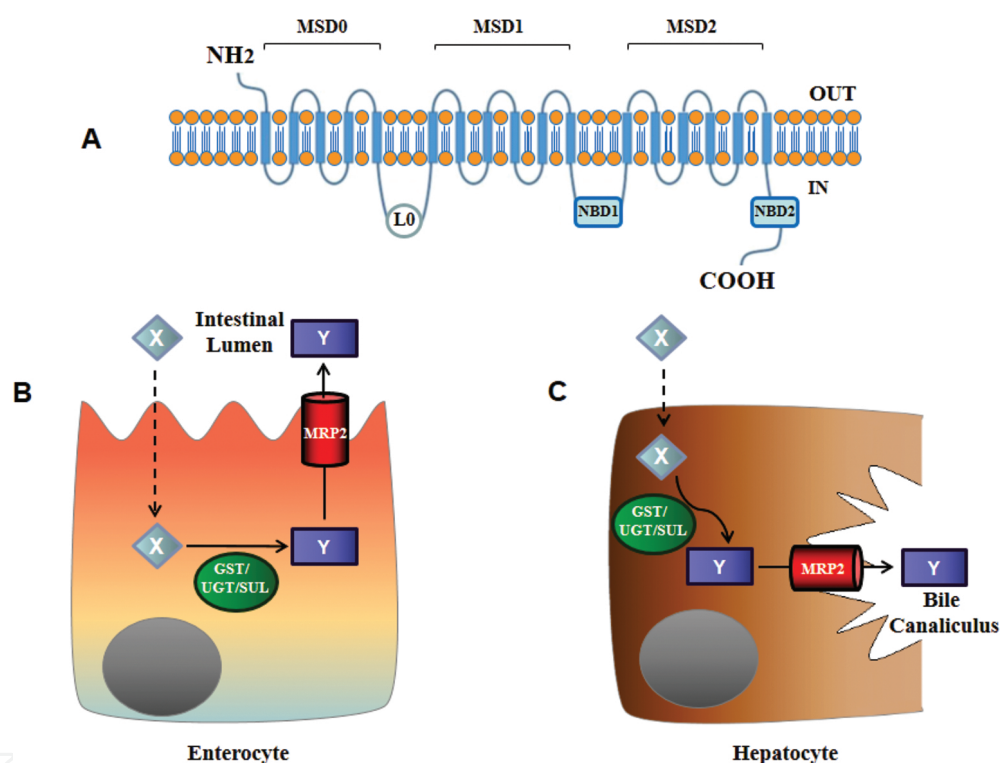 MSD0
MSD1
MSD2
NH2
OUT
A
IN
L0
NBD1
NBD2
COOH
B
X
Intestinal
Lumen
Y
MRP2
X
GST/
UGT/SUL
Y
Enterocyte
C
X
X
GST/
UGT/SUL
Y
MRP2
Y
Bile
Canaliculus
Hepatocyte